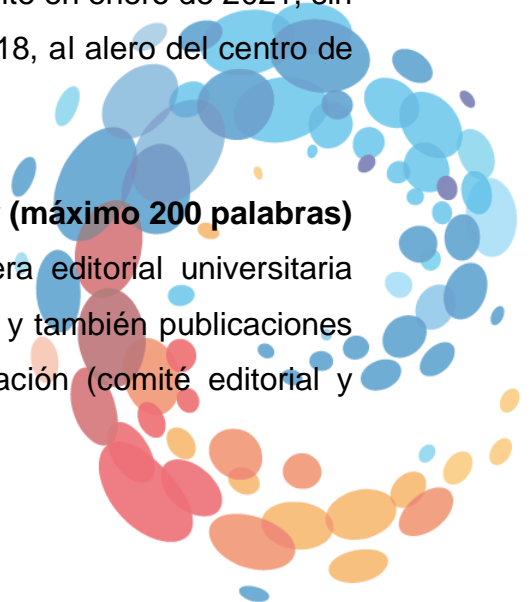 en enero de 2021, sin
18, al alero del centro de
(máximo 200 palabras)
era editorial universitaria
y también publicaciones
ación (comité editorial y